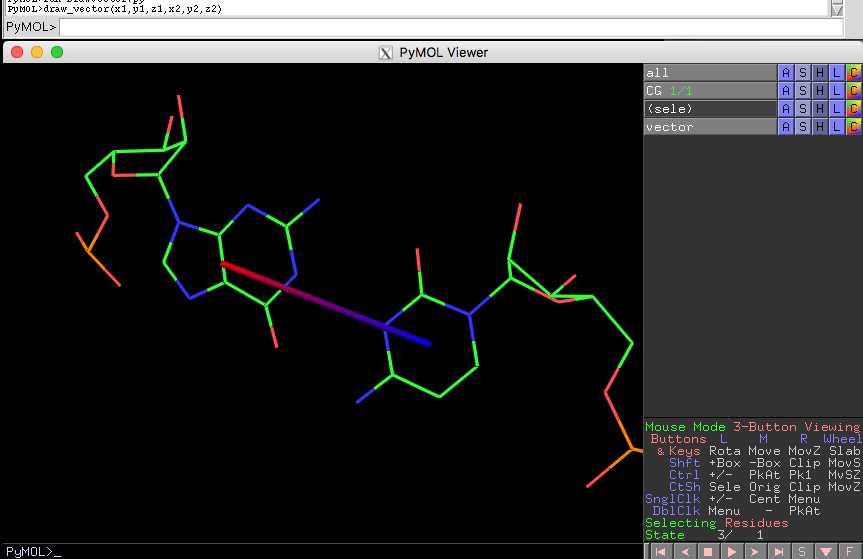 PyMOL>draw_vector(x1,y1,z1,x2,y2,z2)
PyMOL>
PyMOL Viewer
all A S H L C
CG 1/1 A S H L C
(sele) A S H L C
vector A S H L C
Mouse Mode 3-Button Viewing
Buttons L M R Wheel
& Keys Rota Move MovZ Slab
Shft +Box -Box Clip MovS
Ctrl +/- PkAt Pk1 MvSZ
CtSh Sele Orig Clip MovZ
SnglClk +/- Cent Menu
DblClk Menu - PkAt
Selecting Residues
State 3/ 1
PyMOL>_
S F